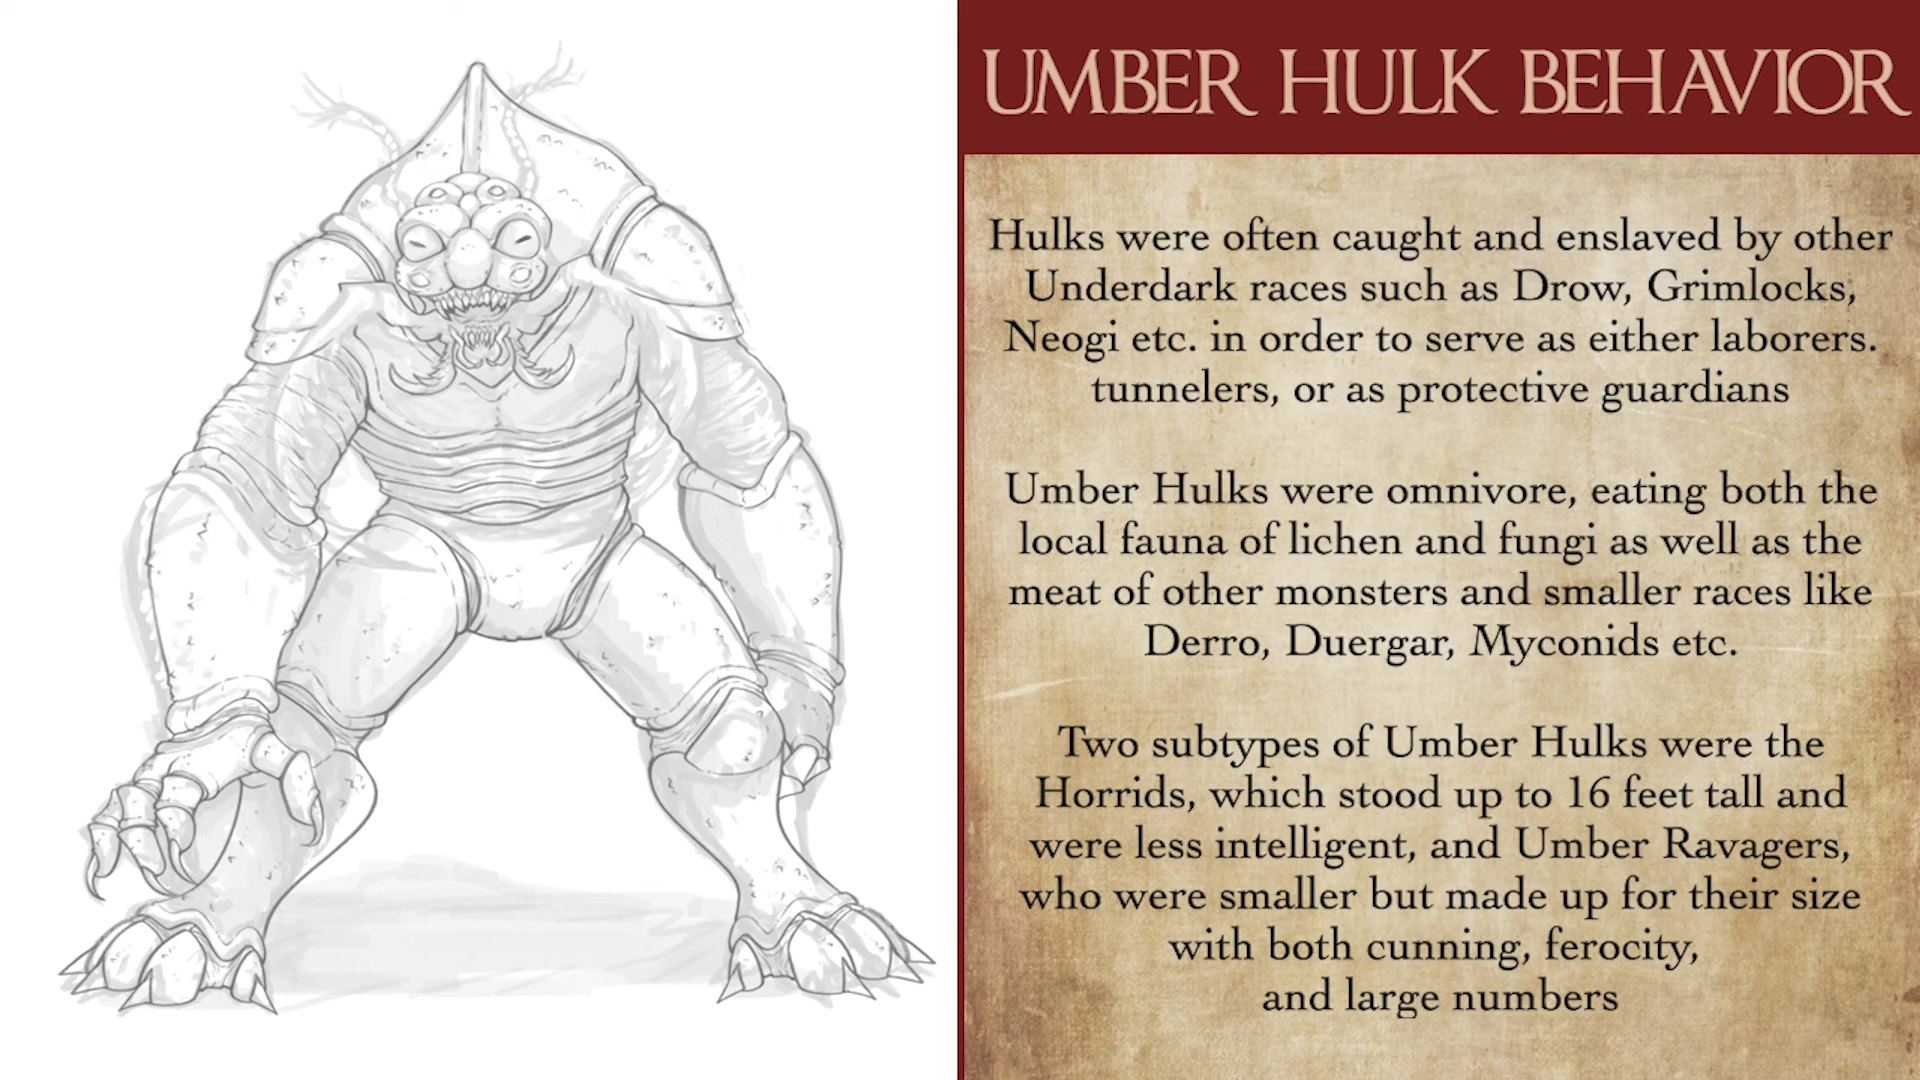 UMBER HULK BEHAVIOR
Hulks were often caught and enslaved by other
Underdark races such as Drow, Grimlocks,
Neogi etc. in order to serve as either laborers.
tunnelers, or as protective guardians
Umber Hulks were omnivore, eating both the
local fauna of lichen and fungi as well as the
meat of other monsters and smaller races like
Derro, Duergar, Myconids etc.
Two subtypes of Umber Hulks were the
Horrids, which stood up to 16 feet tall and
were less intelligent, and Umber Ravagers,
who were smaller but made up for their size
with both cunning, ferocity,
and large numbers